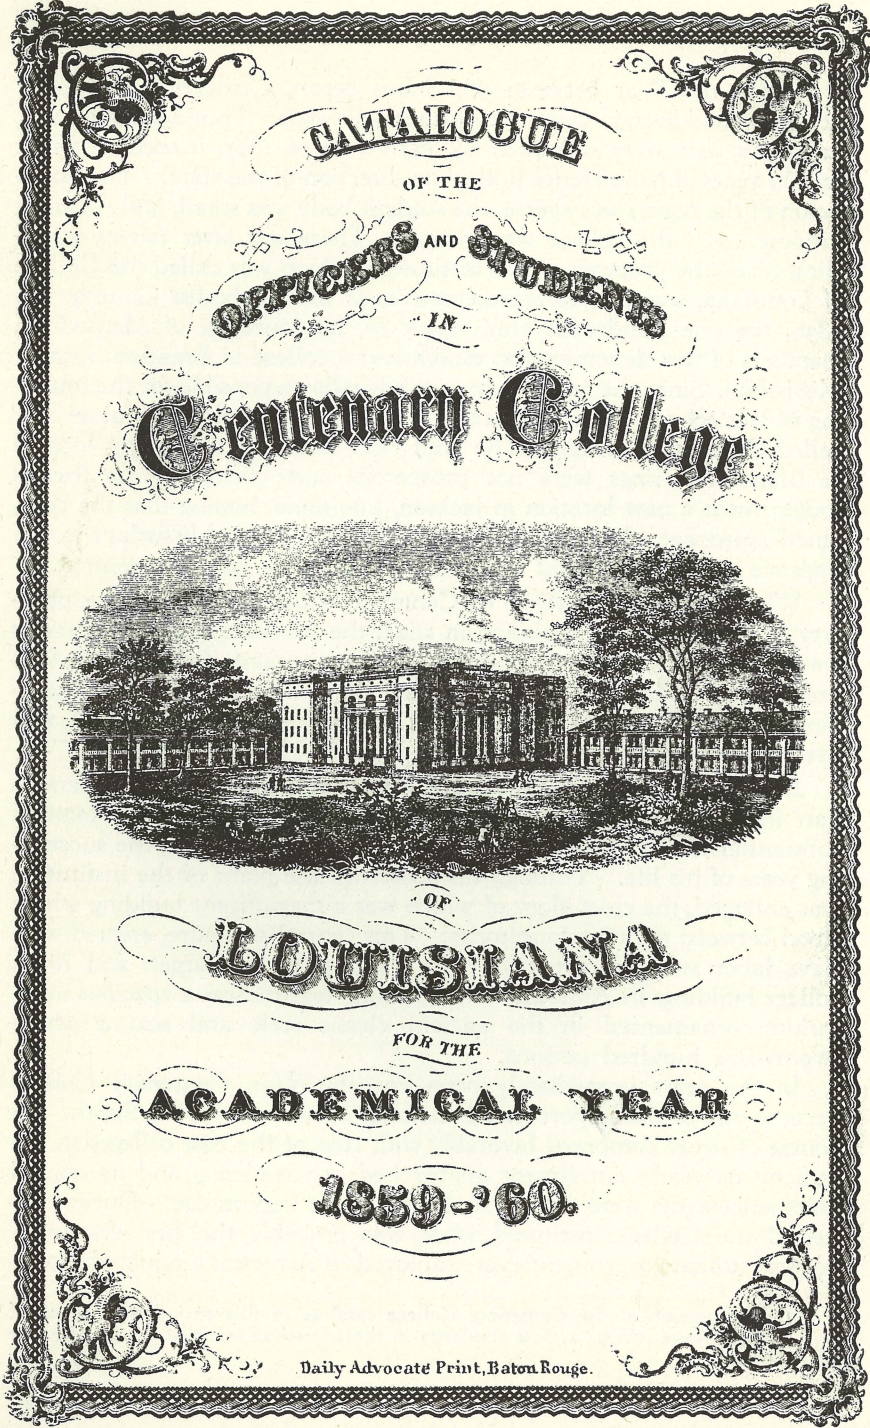 CATALOGUE
OF THE
OFFICERS AND STUDENTS
IN
Centenary College
OF
LOUISIANA
FOR THE
ACADEMICAL YEAR
1859-'60.
Daily Advocate Print, Baton Rouge.